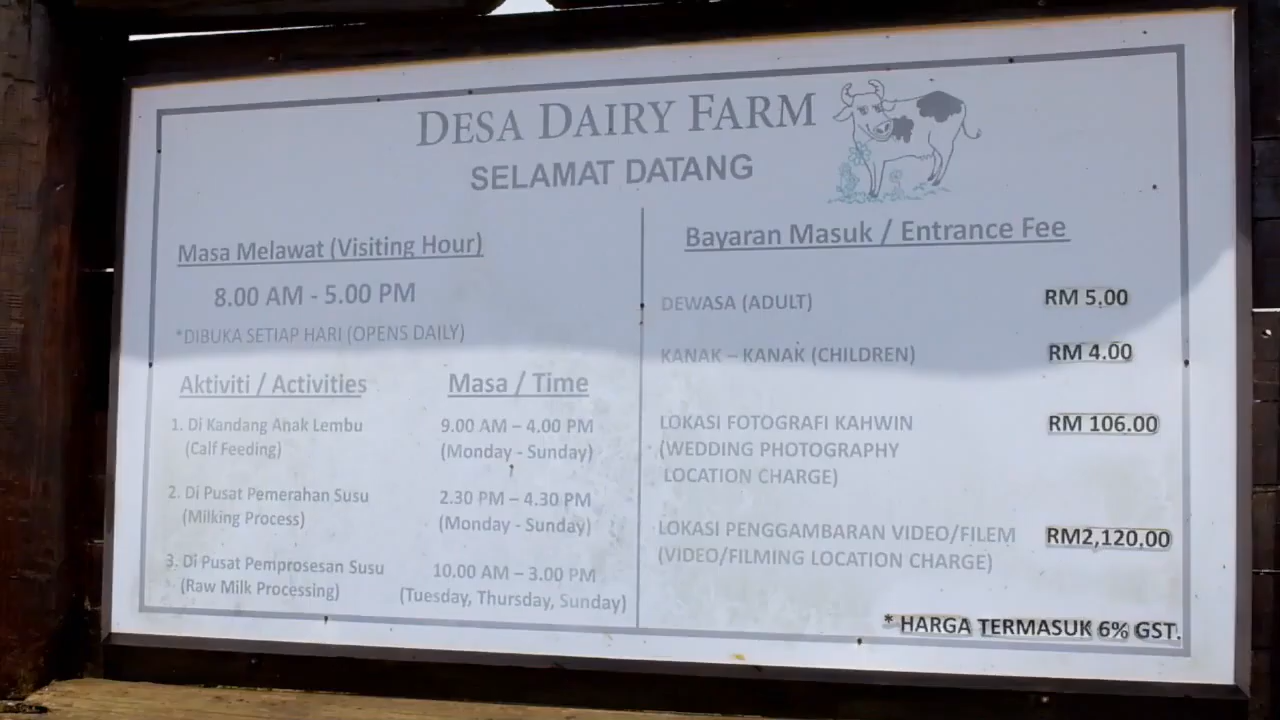 DESA DAIRY FARM
SELAMAT DATANG
Masa Melawat (Visiting Hour)
8.00 AM - 5.00 PM
*DIBUKA SETIAP HARI (OPENS DAILY)
Aktiviti / Activities Masa / Time
1. Di Kandang Anak Lembu 9.00 AM – 4.00 PM
(Calf Feeding) (Monday - Sunday)
2. Di Pusat Pemerahan Susu 2.30 PM – 4.30 PM
(Milking Process) (Monday - Sunday)
3. Di Pusat Pemprosesan Susu 10.00 AM – 3.00 PM
(Raw Milk Processing) (Tuesday, Thursday, Sunday)
Bayaran Masuk / Entrance Fee
DEWASA (ADULT) RM 5.00
KANAK – KANAK (CHILDREN) RM 4.00
LOKASI FOTOGRAFI KAHWIN RM 106.00
(WEDDING PHOTOGRAPHY
LOCATION CHARGE)
LOKASI PENGGAMBARAN VIDEO/FILEM RM2,120,00
(VIDEO/FILMING LOCATION CHARGE)
* HARGA TERMASUK 6% GST.